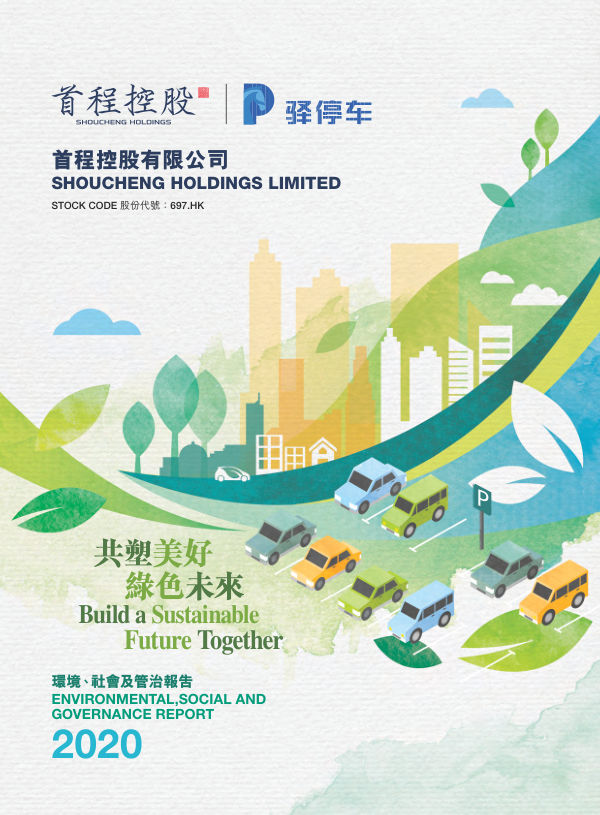 首程控股
SHOUCHENG HOLDINGS
P 驿停车
首程控股有限公司
SHOUCHENG HOLDINGS LIMITED
STOCK CODE 股份代號：697.HK
P
共塑美好
綠色未來
Build a Sustainable
Future Together
環境、社會及管治報告
ENVIRONMENTAL,SOCIAL AND
GOVERNANCE REPORT
2020